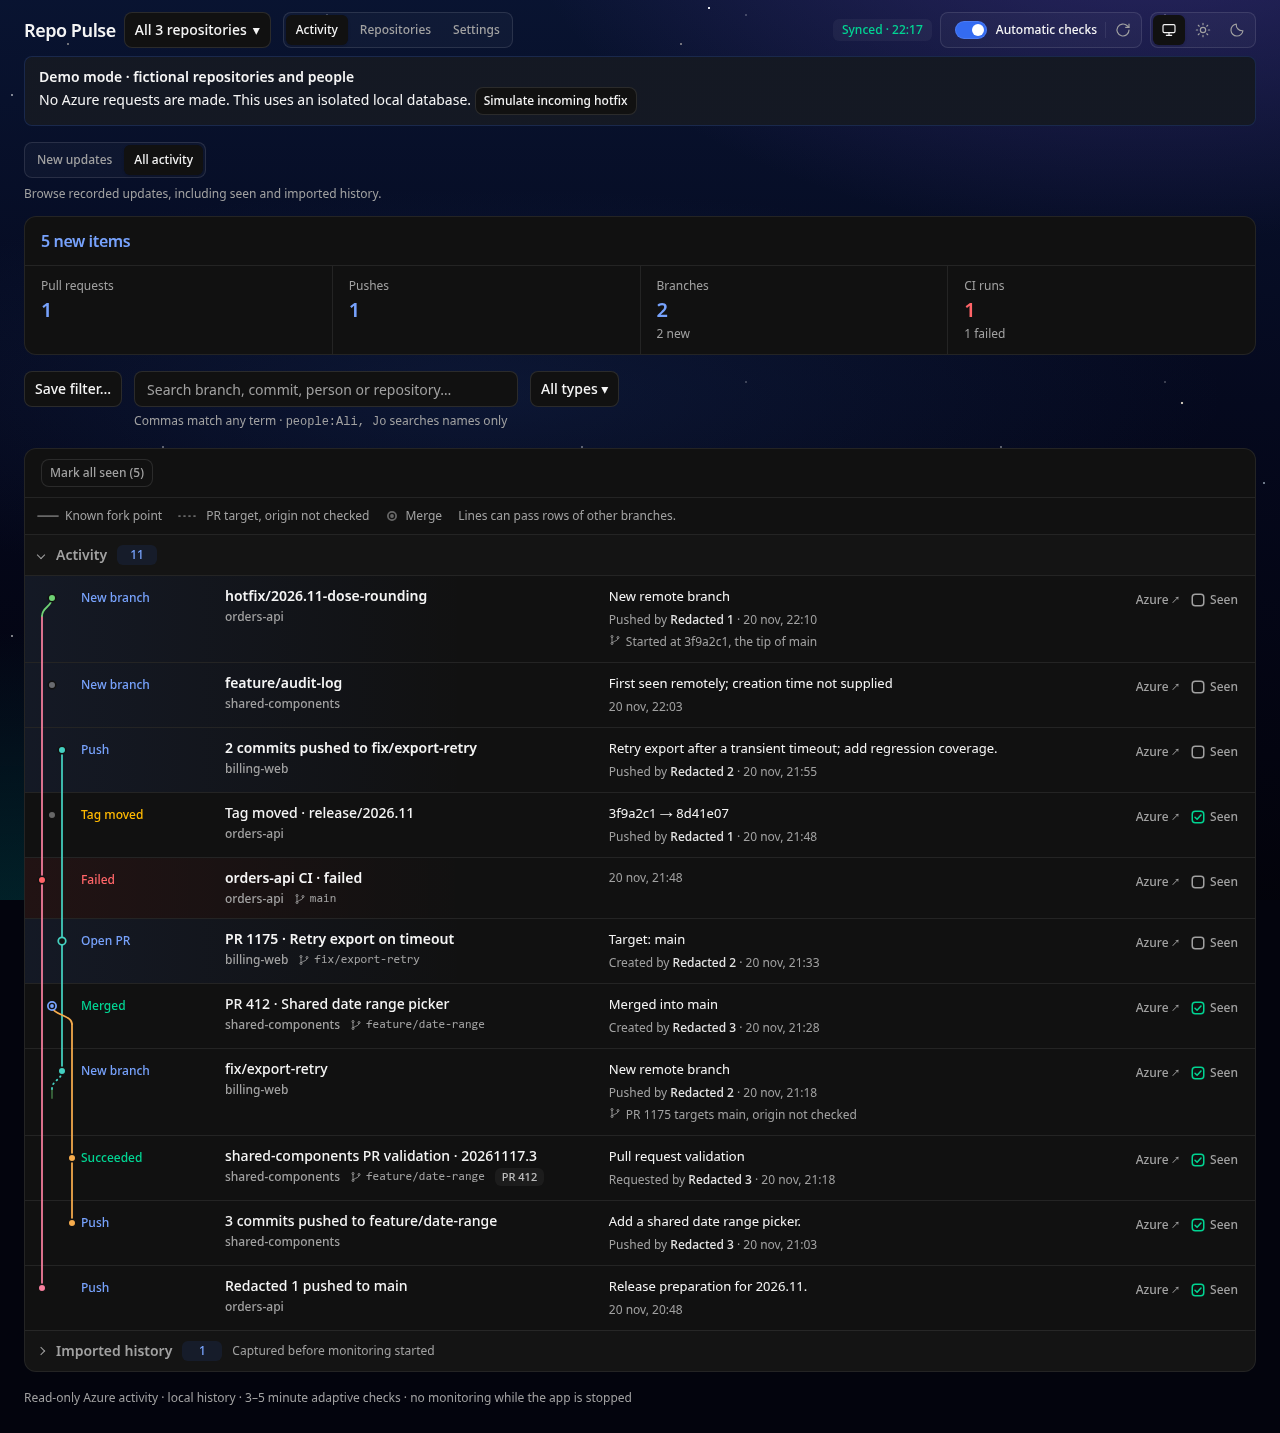 Repo Pulse
All 3 repositories ▾
Activity
Repositories
Settings
Synced · 22:17
Automatic checks
Demo mode · fictional repositories and people
No Azure requests are made. This uses an isolated local database.
Simulate incoming hotfix
New updates
All activity
Browse recorded updates, including seen and imported history.
5 new items
Pull requests
1
Pushes
1
Branches
2
2 new
CI runs
1
1 failed
Save filter...
Search branch, commit, person or repository...
All types ▾
Commas match any term · people:Ali, Jo searches names only
Mark all seen (5)
Known fork point
PR target, origin not checked
Merge
Lines can pass rows of other branches.
Activity 11
New branch
hotfix/2026.11-dose-rounding
orders-api
New remote branch
Pushed by Redacted 1 · 20 nov, 22:10
Started at 3f9a2c1, the tip of main
Azure ↗ Seen
New branch
feature/audit-log
shared-components
First seen remotely; creation time not supplied
20 nov, 22:03
Azure ↗ Seen
Push
2 commits pushed to fix/export-retry
billing-web
Retry export after a transient timeout; add regression coverage.
Pushed by Redacted 2 · 20 nov, 21:55
Azure ↗ Seen
Tag moved
Tag moved · release/2026.11
orders-api
3f9a2c1 → 8d41e07
Pushed by Redacted 1 · 20 nov, 21:48
Azure ↗ Seen
Failed
orders-api CI · failed
orders-api main
20 nov, 21:48
Azure ↗ Seen
Open PR
PR 1175 · Retry export on timeout
billing-web fix/export-retry
Target: main
Created by Redacted 2 · 20 nov, 21:33
Azure ↗ Seen
Merged
PR 412 · Shared date range picker
shared-components feature/date-range
Merged into main
Created by Redacted 3 · 20 nov, 21:28
Azure ↗ Seen
New branch
fix/export-retry
billing-web
New remote branch
Pushed by Redacted 2 · 20 nov, 21:18
PR 1175 targets main, origin not checked
Azure ↗ Seen
Succeeded
shared-components PR validation · 20261117.3
shared-components feature/date-range PR 412
Pull request validation
Requested by Redacted 3 · 20 nov, 21:18
Azure ↗ Seen
Push
3 commits pushed to feature/date-range
shared-components
Add a shared date range picker.
Pushed by Redacted 3 · 20 nov, 21:03
Azure ↗ Seen
Push
Redacted 1 pushed to main
orders-api
Release preparation for 2026.11.
20 nov, 20:48
Azure ↗ Seen
Imported history 1 Captured before monitoring started
Read-only Azure activity · local history · 3–5 minute adaptive checks · no monitoring while the app is stopped